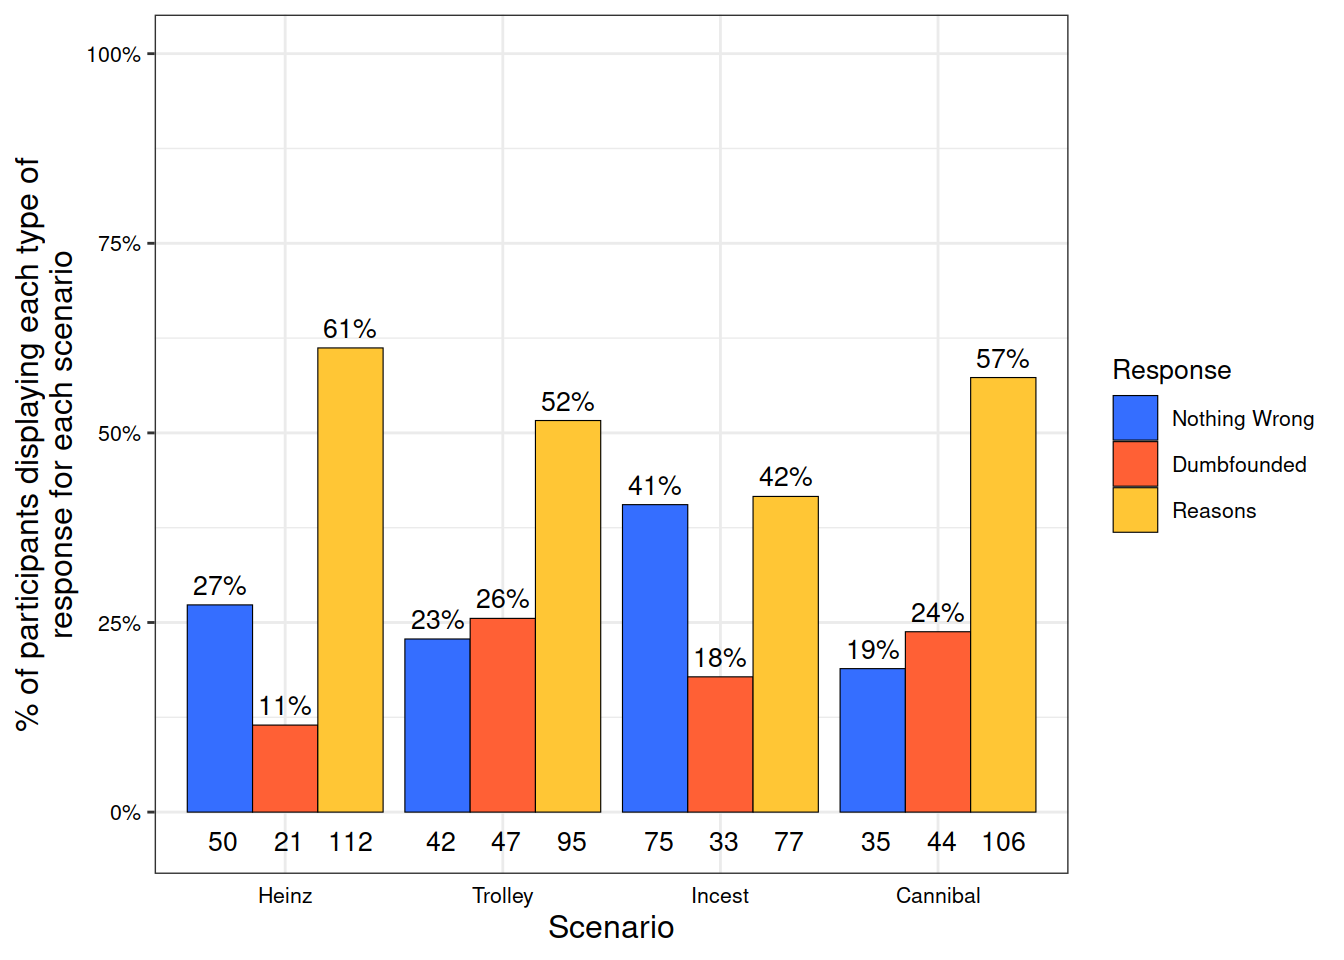 % of participants displaying each type of
response for each scenario
100%
75%
50%
25%
0%
27%
11%
61%
23%
26%
52%
41%
18%
42%
19%
24%
57%
50 21 112 42 47 95 75 33 77 35 44 106
Heinz Trolley Incest Cannibal
Scenario
Response
Nothing Wrong
Dumbfounded
Reasons